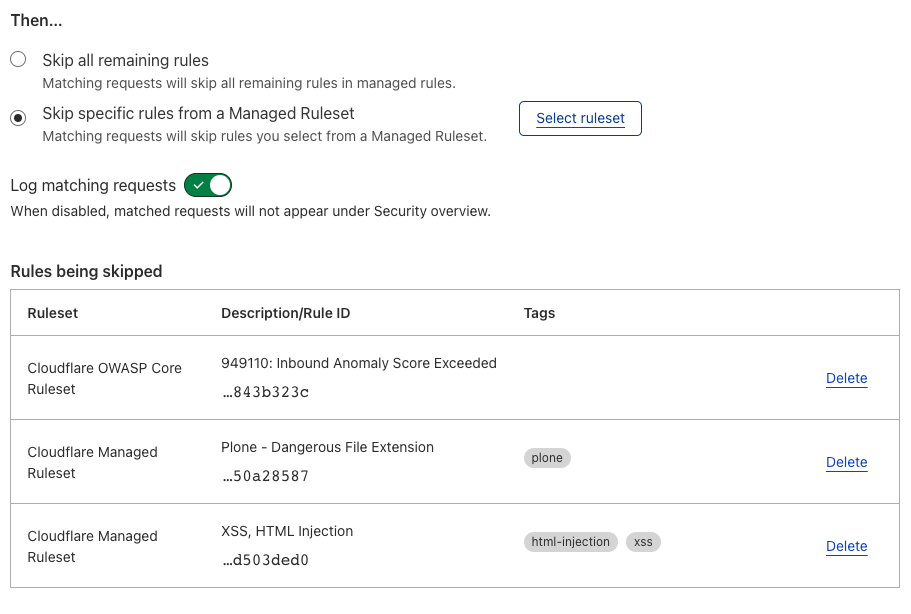 Then...
Skip all remaining rules
Matching requests will skip all remaining rules in managed rules.
Skip specific rules from a Managed Ruleset
Matching requests will skip rules you select from a Managed Ruleset.
Select ruleset
Log matching requests
When disabled, matched requests will not appear under Security overview.
Rules being skipped
Ruleset Description/Rule ID Tags
Cloudflare OWASP Core
Ruleset
949110: Inbound Anomaly Score Exceeded
…843b323c
Delete
Cloudflare Managed
Ruleset
Plone - Dangerous File Extension
…50a28587
plone
Delete
Cloudflare Managed
Ruleset
XSS, HTML Injection
…d503ded0
html-injection xss
Delete